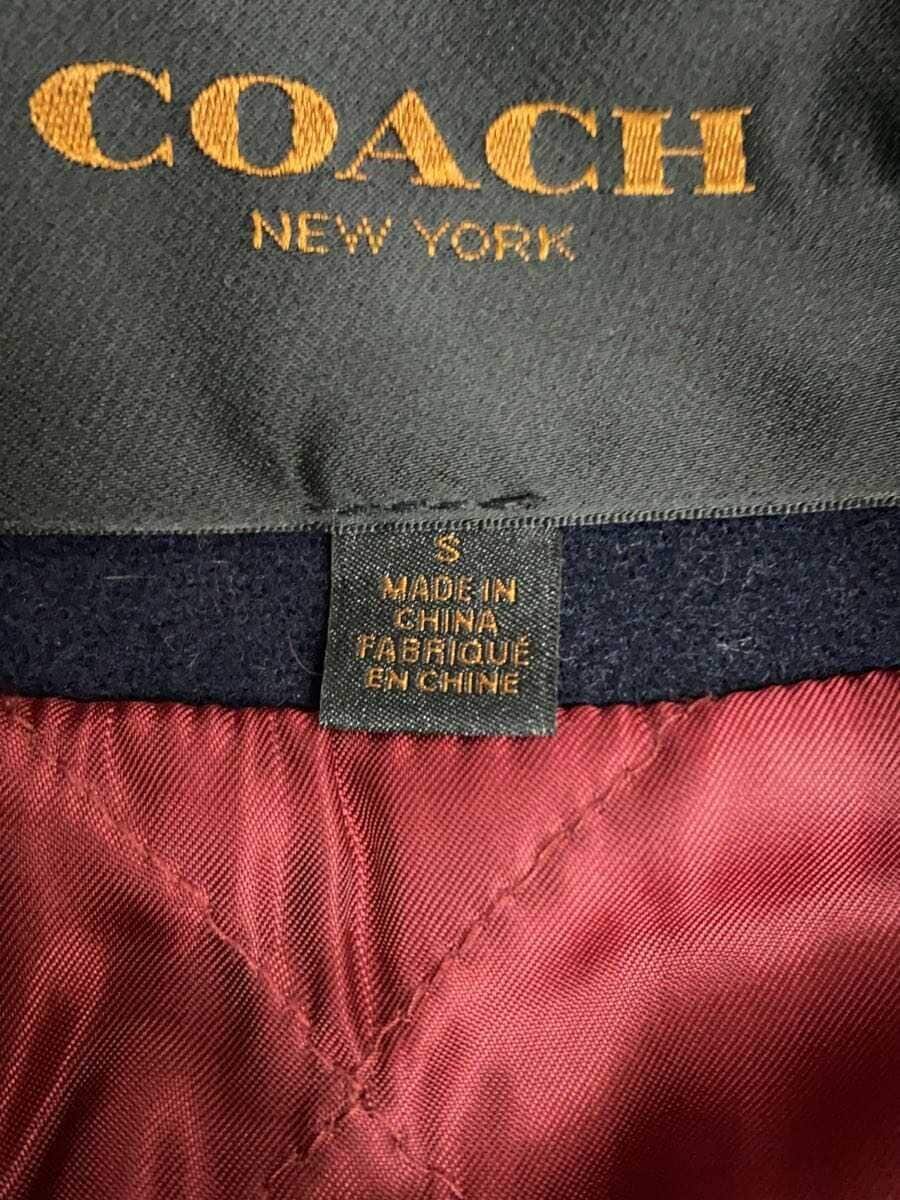 COACH
NEW YORK
S
MADE IN
CHINA
FABRIQUÉ
EN CHINE